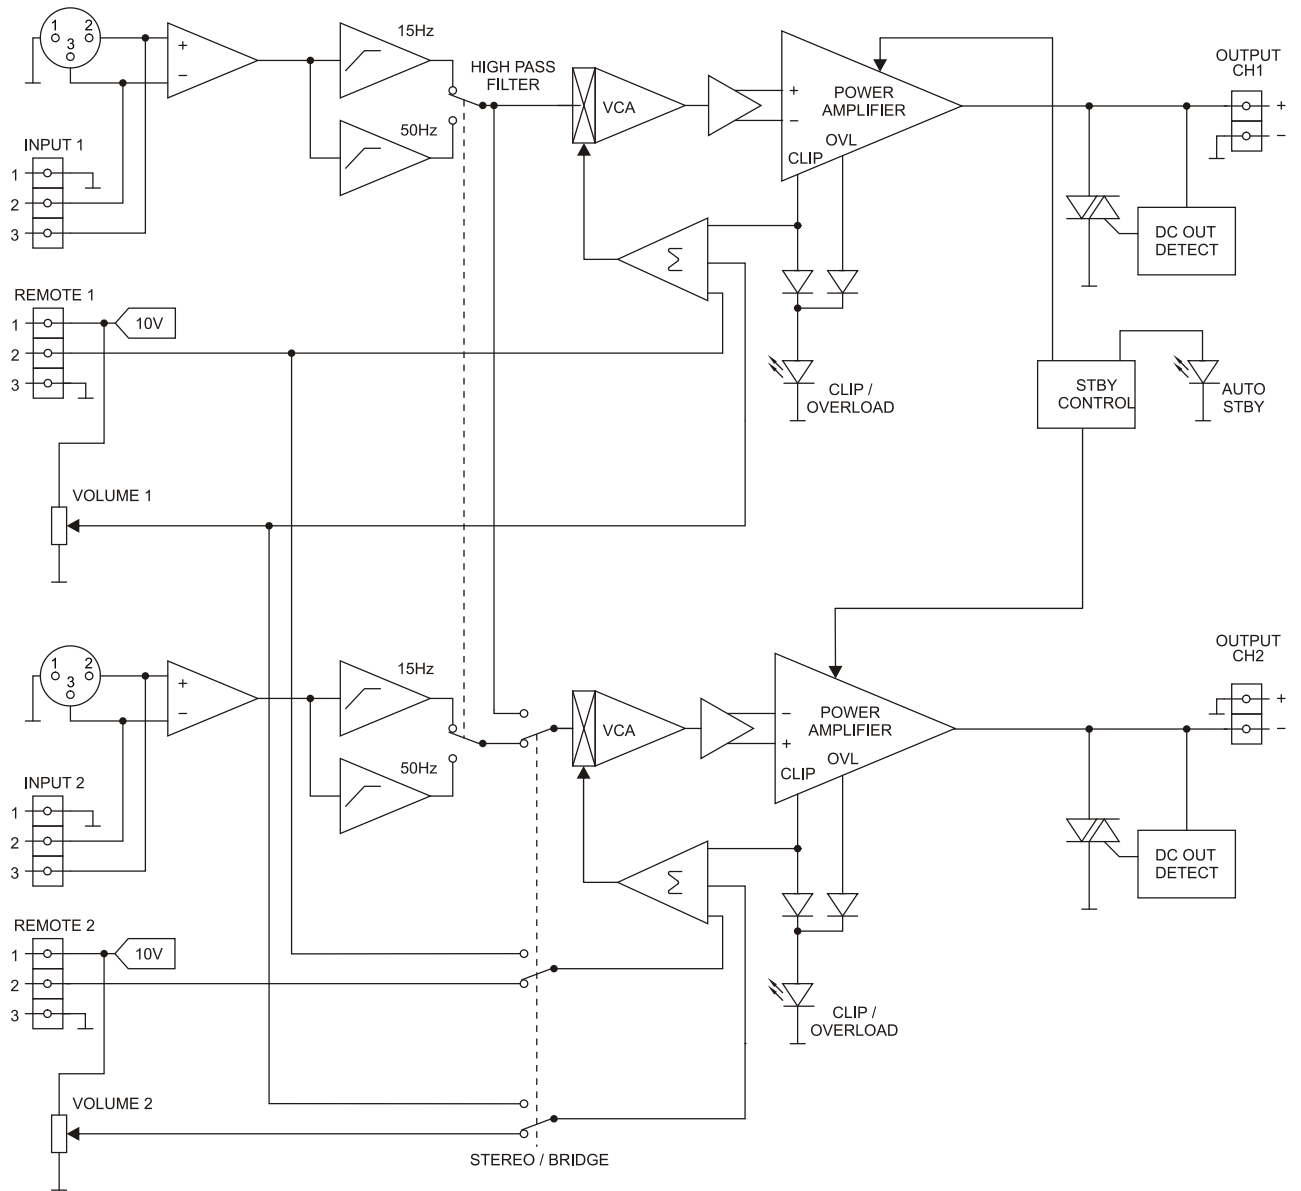 1 2
3
+
−
15Hz
50Hz
HIGH PASS
FILTER
VCA
+
−
POWER
AMPLIFIER
OVL
CLIP
OUTPUT
CH1
+
−
INPUT 1
1
2
3
Σ
DC OUT
DETECT
REMOTE 1
1
2
3
10V
CLIP /
OVERLOAD
STBY
CONTROL
AUTO
STBY
VOLUME 1
1 2
3
+
−
15Hz
50Hz
VCA
−
+
POWER
AMPLIFIER
OVL
CLIP
OUTPUT
CH2
+
−
INPUT 2
1
2
3
Σ
DC OUT
DETECT
REMOTE 2
1
2
3
10V
CLIP /
OVERLOAD
VOLUME 2
STEREO / BRIDGE